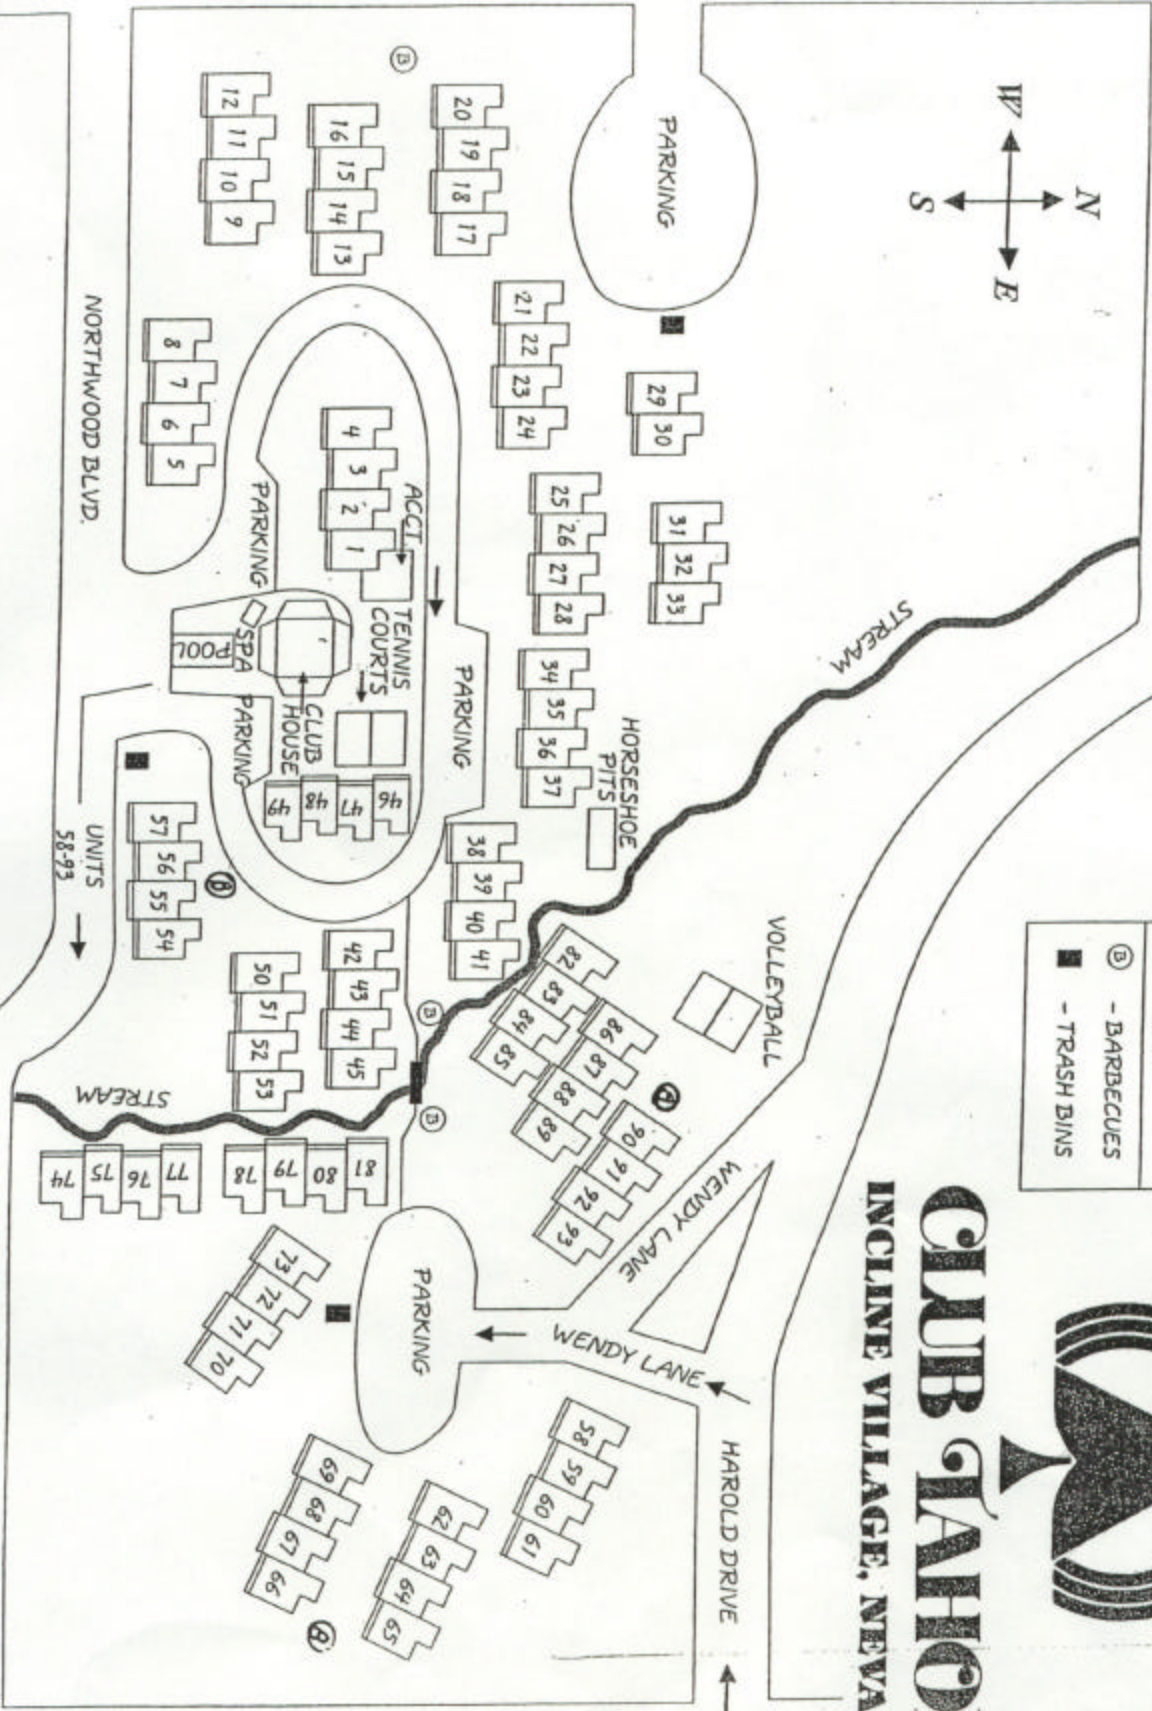 CLUB TAHO
INCLINE VILLAGE, NEVA
N
W
E
S
Ⓑ - BARBECUES
■ - TRASH BINS
HAROLD DRIVE
WENDY LANE
WENDY LANE
VOLLEYBALL
STREAM
PARKING
HORSESHOE
PITS
29 30
31 32 33
20 19 18 17
21 22 23 24
25 26 27 28
34 35 36 37
38 39 40 41
82 83 84 85
86 87 88 89
90 91 92 93
58 59 60 61
62 63 64 65
PARKING
PARKING
B
16 15 14 13
4 3 2 1
ACCT.
TENNIS
COURTS
CLUB
HOUSE
46 47 48 49
42 43 44 45
B
B
81 80 79 78
73 72 71 70
69 68 67 66
12 11 10 9
8 7 6 5
PARKING
SPA
POOL
PARKING
57 56 55 54
B
50 51 52 53
STREAM
77 76 75 74
NORTHWOOD BLVD.
UNITS
58-93